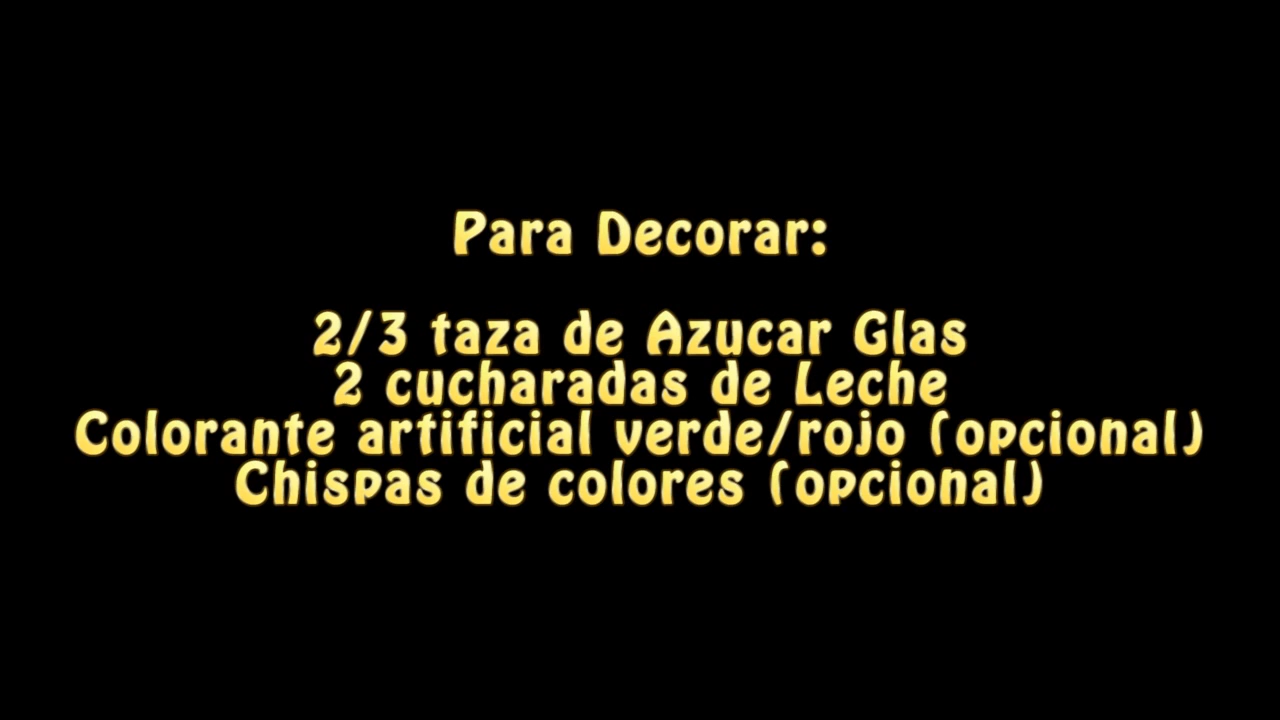 Para Decorar:
2/3 taza de Azucar Glas
2 cucharadas de Leche
Colorante artificial verde/rojo (opcional)
Chispas de colores (opcional)